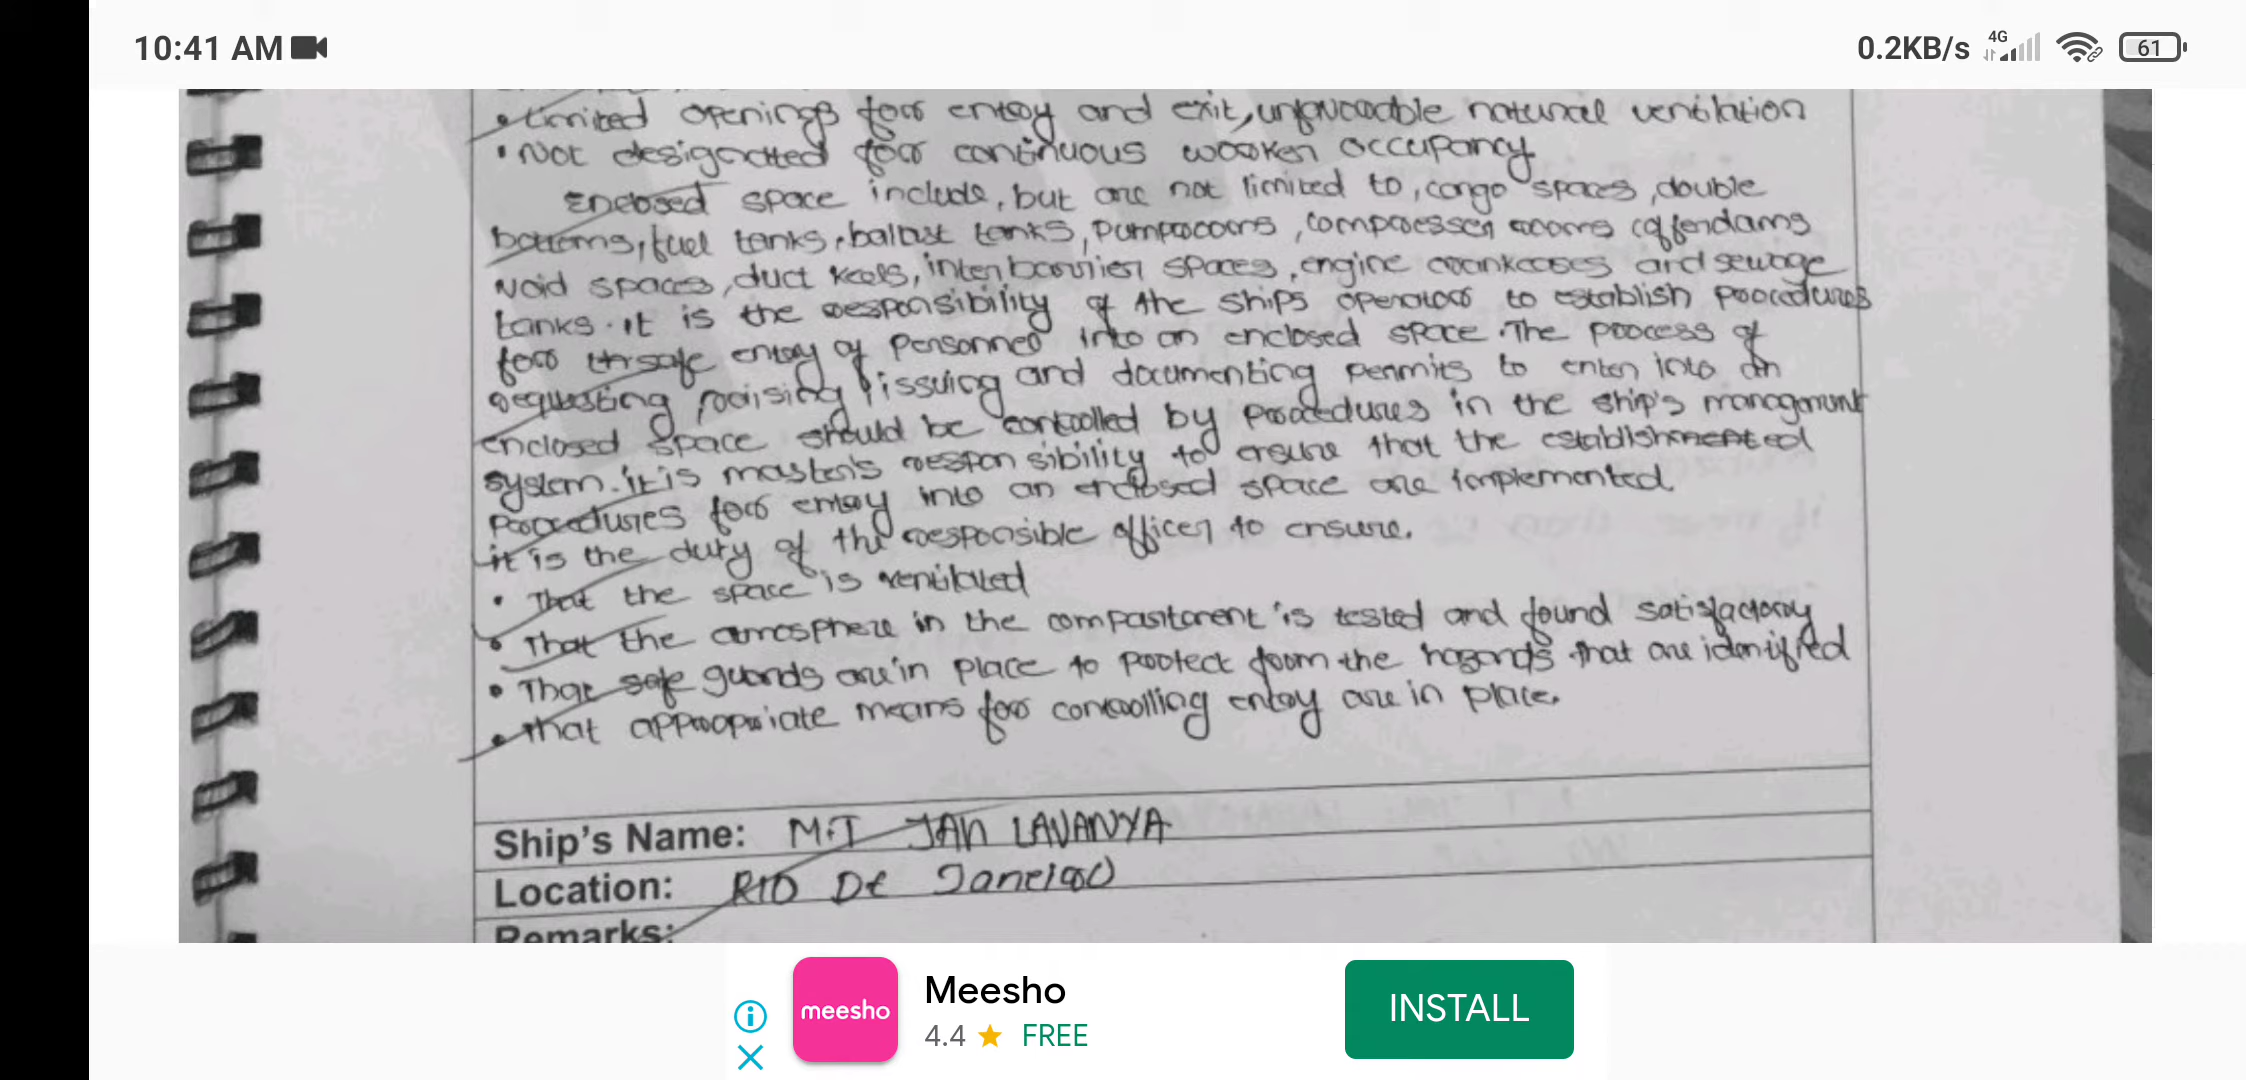 10:41 AM
0.2KB/s 4G 61
• Limited openings for entry and exit, unfavorable natural ventilation
• Not designatted for continuous worker occupancy
Enclosed space include, but are not limited to, cargo spaces, double
bottoms, fuel tanks, ballast tanks, pumprooms, compresser rooms cofferdams
void spaces, duct keels, inter barrier spaces, engine crankcases and sewage
tanks. it is the responsibility of the ships operator to establish procedures
for safe entry of personnel into an enclosed space. The process of
requesting, raising, issuing and documenting permits to enter into an
enclosed space should be controlled by procedures in the ship's management
system. it is master's responsibility to ensure that the established
procedures for entry into an enclosed space are implemented
it is the duty of the responsible officer to ensure.
• That the space is ventilated
• That the atmosphere in the compartment is tested and found satisfactory
• That safe guards are in place to protect from the hazards that are identified
• that appropriate means for controlling entry are in place.
Ship's Name: M.T JAN LAVANYA
Location: RIO De Janeiro
Remarks:
meesho
Meesho
4.4 ★ FREE
INSTALL